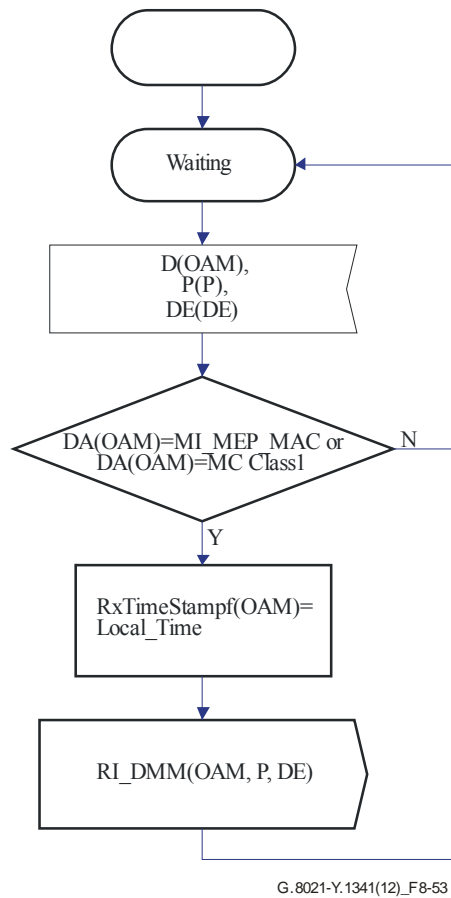 Waiting
D(OAM),
P(P),
DE(DE)
DA(OAM)=MI_MEP_MAC or
DA(OAM)=MC Class1
N
Y
RxTimeStampf(OAM)=
Local_Time
RI_DMM(OAM, P, DE)
G.8021-Y.1341(12)_F8-53